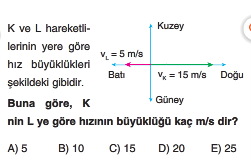 K ve L hareketli-
lerinin yere göre
hız büyüklükleri
şekildeki gibidir.
Kuzey
v_L = 5 m/s
Batı
v_K = 15 m/s
Doğu
Güney
Buna göre, K
nin L ye göre hızının büyüklüğü kaç m/s dir?
A) 5 B) 10 C) 15 D) 20 E) 25